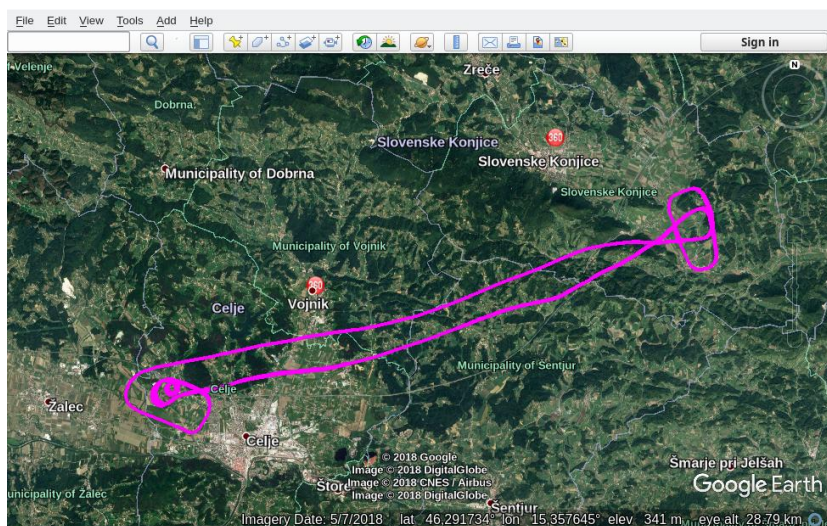 File Edit View Tools Add Help
Sign in
N
t Velenje
Zreče
Dobrna
360
Slovenske Konjice
Slovenske Konjice
Municipality of Dobrna
Slovenske Konjice
Municipality of Vojnik
360
Vojnik
Celje
Municipality of Šentjur
Celje
Žalec
Celje
© 2018 Google
Image © 2018 DigitalGlobe
Image © 2018 CNES / Airbus
Image © 2018 DigitalGlobe
Štore
Šmarje pri Jelšah
Google Earth
unicipality of Žalec
Šentjur
Imagery Date: 5/7/2018 lat 46.291734° lon 15.357645° elev 341 m eye alt 28.79 km